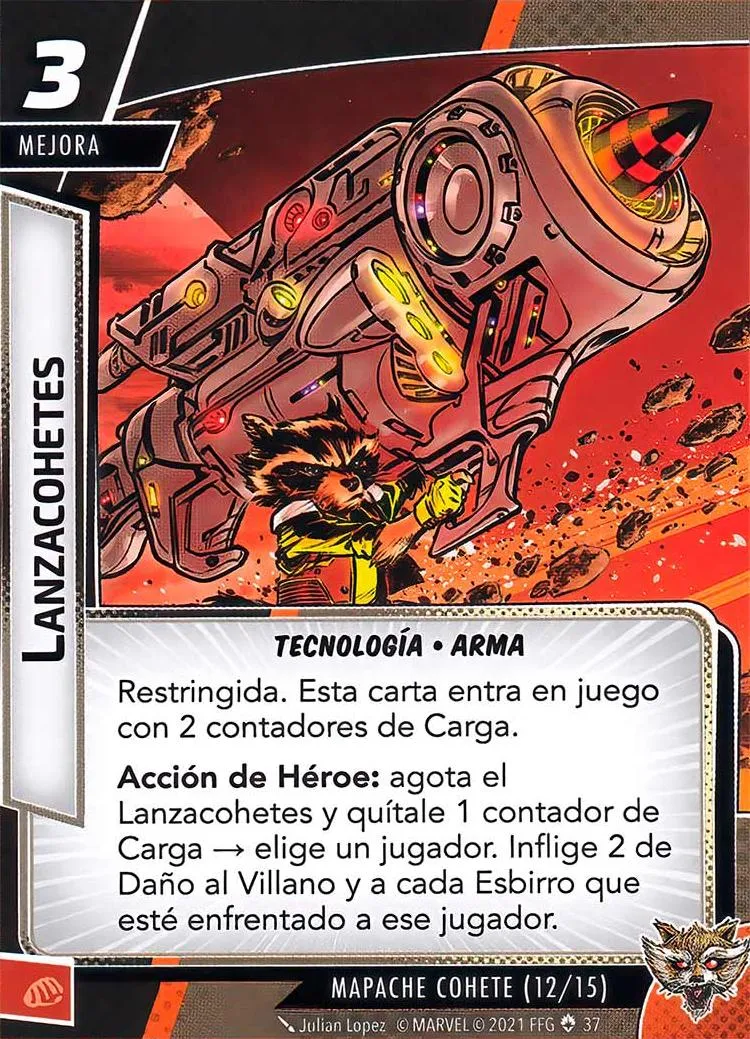 3
MEJORA
LANZACOHETES
TECNOLOGÍA • ARMA
Restringida. Esta carta entra en juego
con 2 contadores de Carga.
Acción de Héroe: agota el
Lanzacohetes y quítale 1 contador de
Carga → elige un jugador. Inflige 2 de
Daño al Villano y a cada Esbirro que
esté enfrentado a ese jugador.
MAPACHE COHETE (12/15)
Julian Lopez © MARVEL © 2021 FFG 37